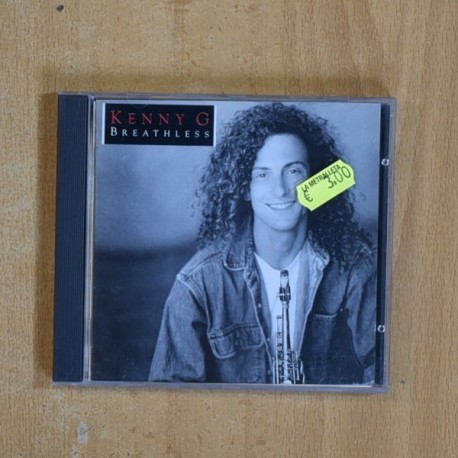 KENNY G
BREATHLESS
LA METRALLETA
€ 3,00